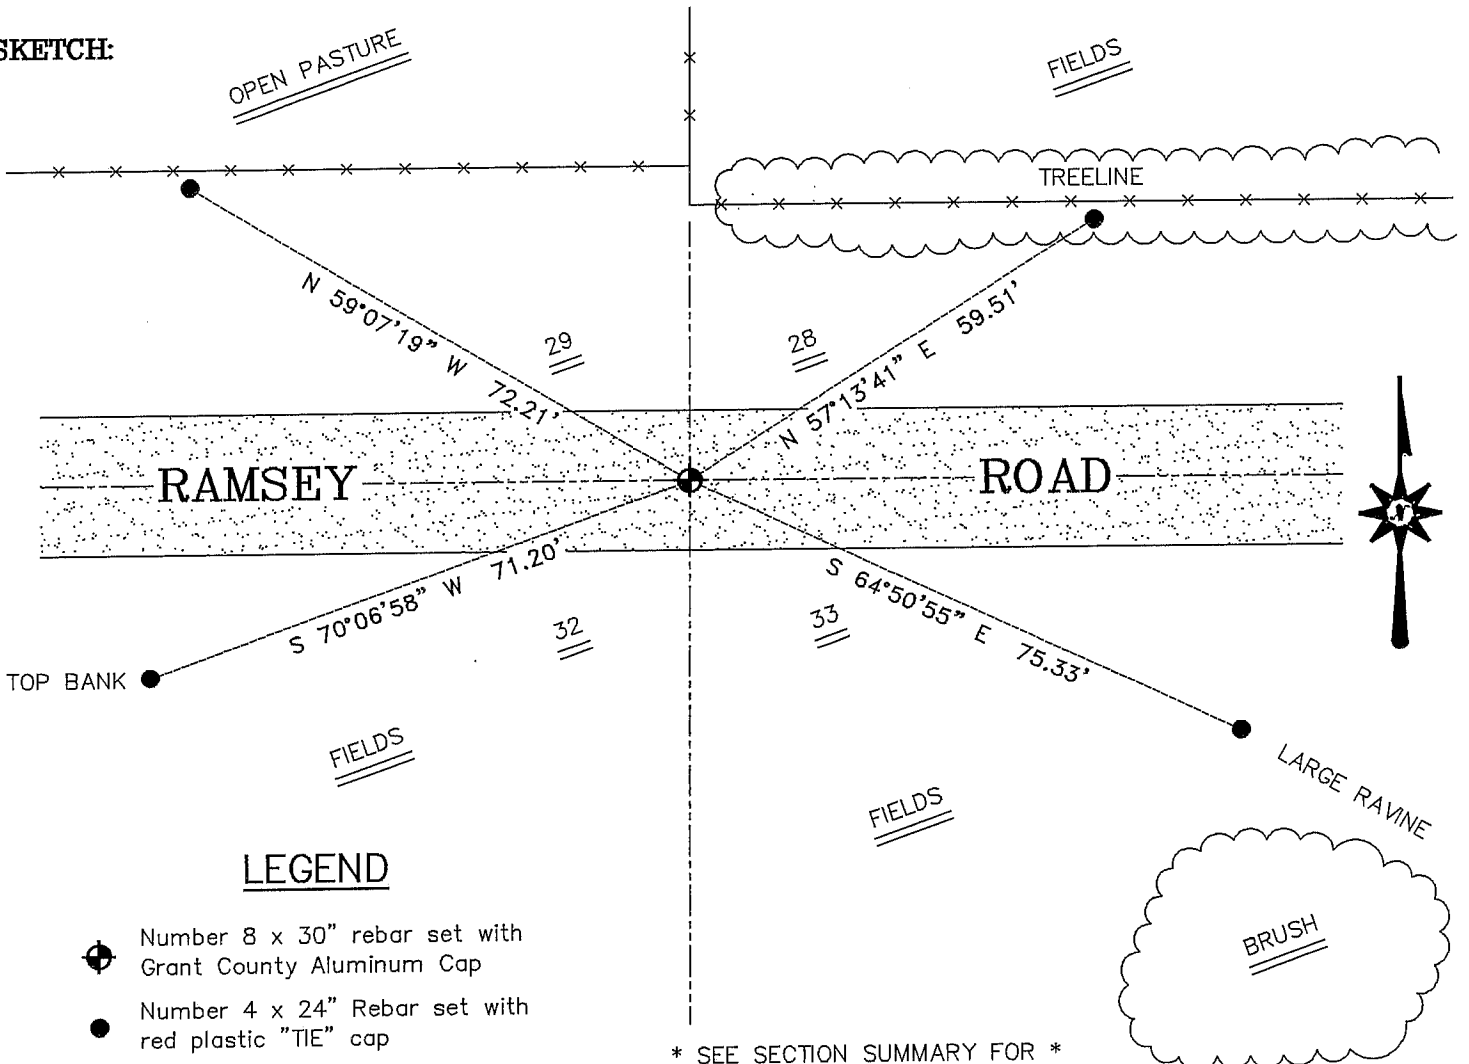 SKETCH:
OPEN PASTURE
FIELDS
TREELINE
N 59°07'19" W 72.21'
29
28
N 57°13'41" E 59.51'
RAMSEY ROAD
N
S 70°06'58" W 71.20'
32
33
S 64°50'55" E 75.33'
TOP BANK
FIELDS
LARGE RAVINE
FIELDS
BRUSH
LEGEND
Number 8 x 30" rebar set with
Grant County Aluminum Cap
Number 4 x 24" Rebar set with
red plastic "TIE" cap
* SEE SECTION SUMMARY FOR *